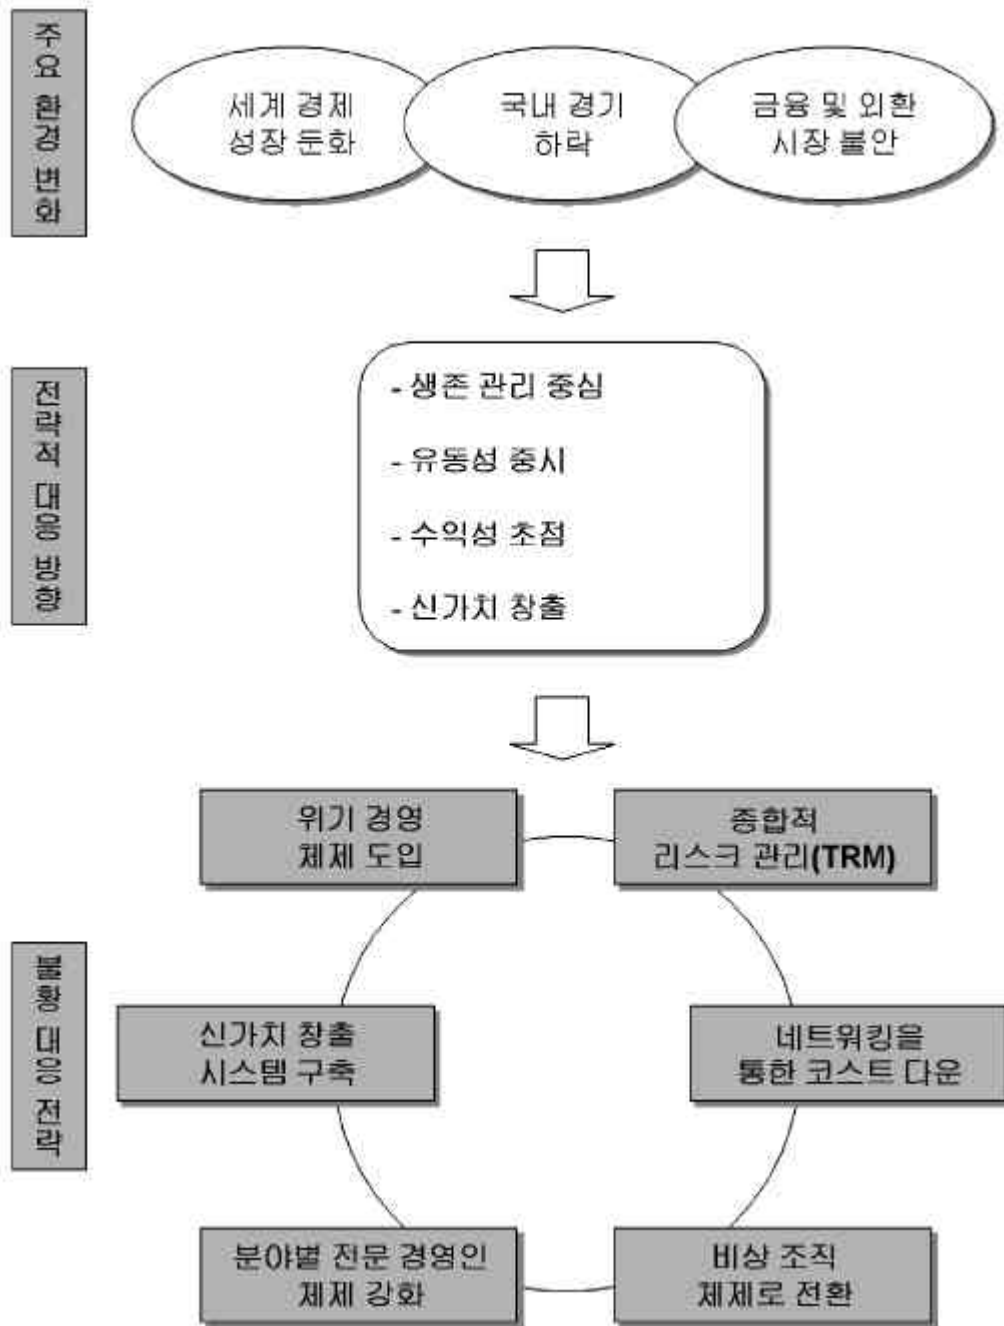 주요 환경 변화
세계 경제
성장 둔화
국내 경기
하락
금융 및 외환
시장 불안
전략적 대응 방향
- 생존 관리 중심
- 유동성 중시
- 수익성 초점
- 신가치 창출
불황 대응 전략
위기 경영
체제 도입
종합적
리스크 관리(TRM)
신가치 창출
시스템 구축
네트워킹을
통한 코스트 다운
분야별 전문 경영인
체제 강화
비상 조직
체제로 전환